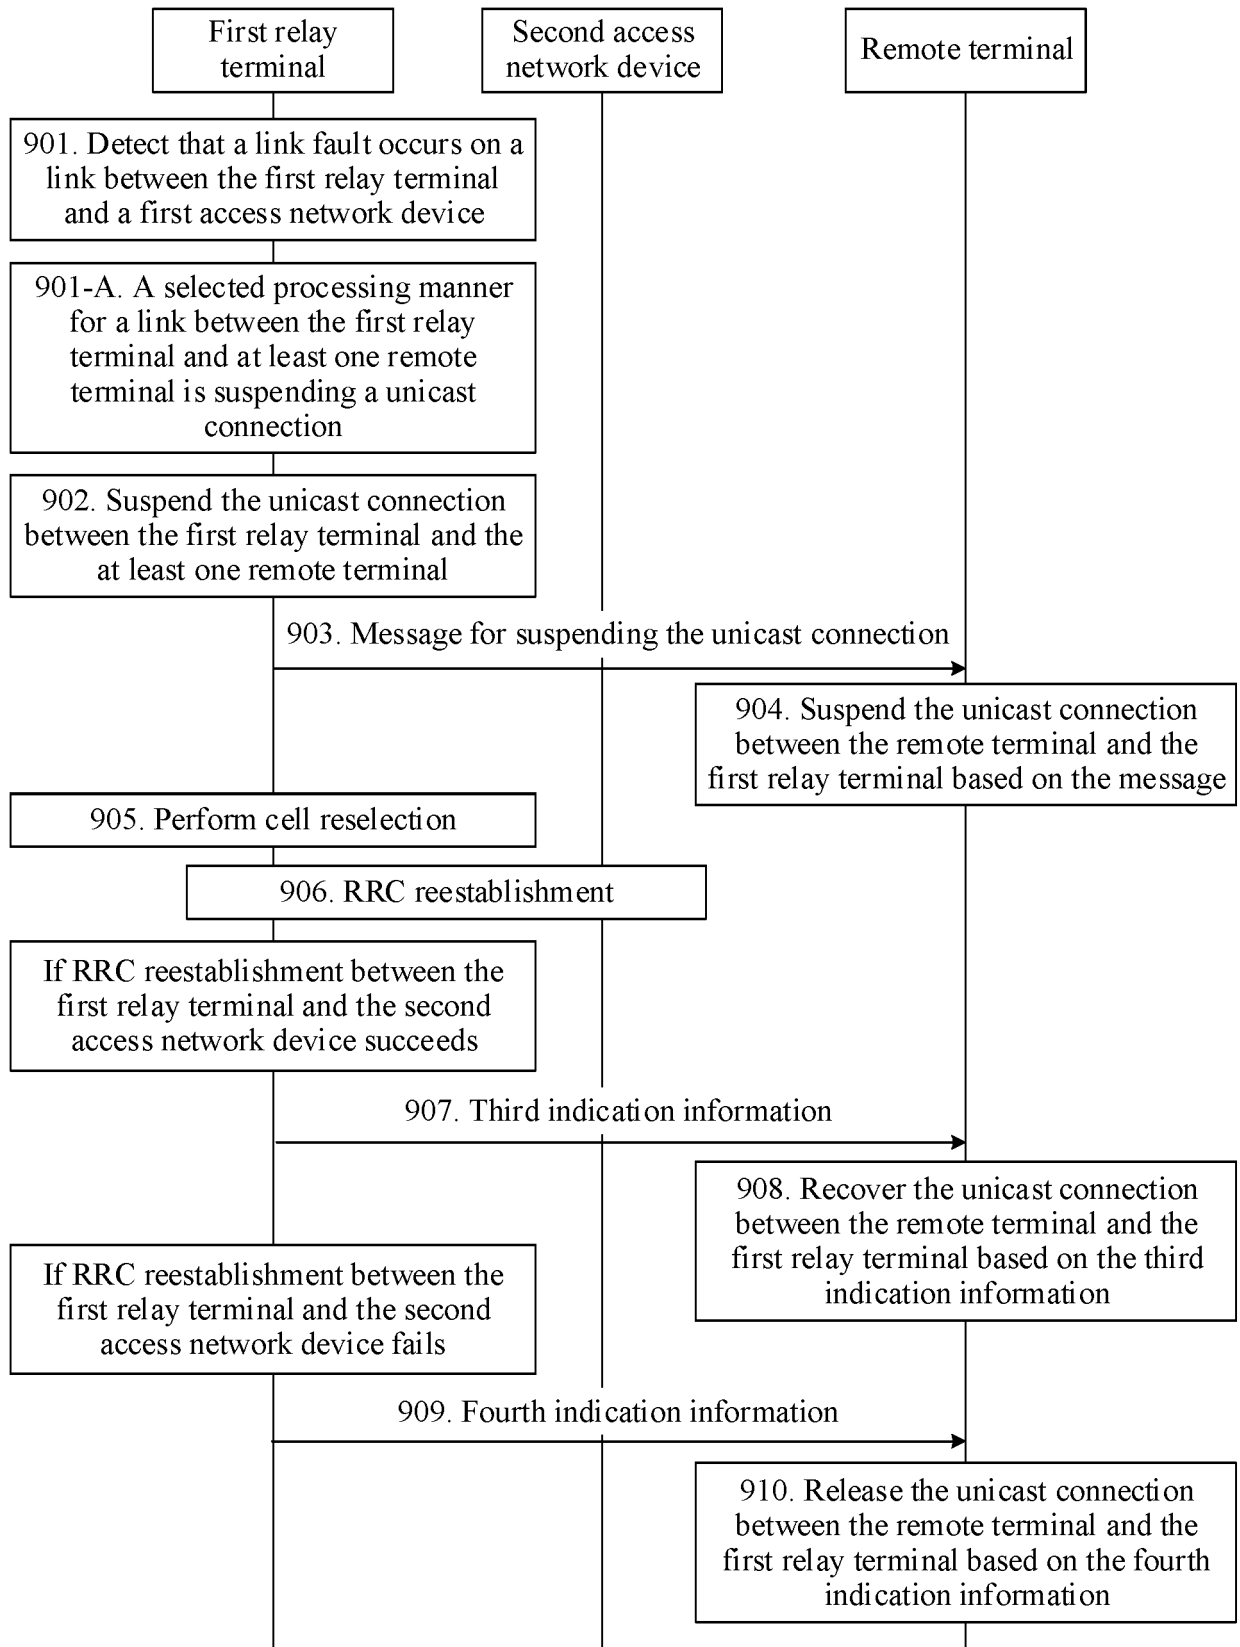 First relay
terminal
Second access
network device
Remote terminal
901. Detect that a link fault occurs on a
link between the first relay terminal
and a first access network device
901-A. A selected processing manner
for a link between the first relay
terminal and at least one remote
terminal is suspending a unicast
connection
902. Suspend the unicast connection
between the first relay terminal and the
at least one remote terminal
903. Message for suspending the unicast connection
904. Suspend the unicast connection
between the remote terminal and the
first relay terminal based on the message
905. Perform cell reselection
906. RRC reestablishment
If RRC reestablishment between the
first relay terminal and the second
access network device succeeds
907. Third indication information
908. Recover the unicast connection
between the remote terminal and the
first relay terminal based on the third
indication information
If RRC reestablishment between the
first relay terminal and the second
access network device fails
909. Fourth indication information
910. Release the unicast connection
between the remote terminal and the
first relay terminal based on the fourth
indication information